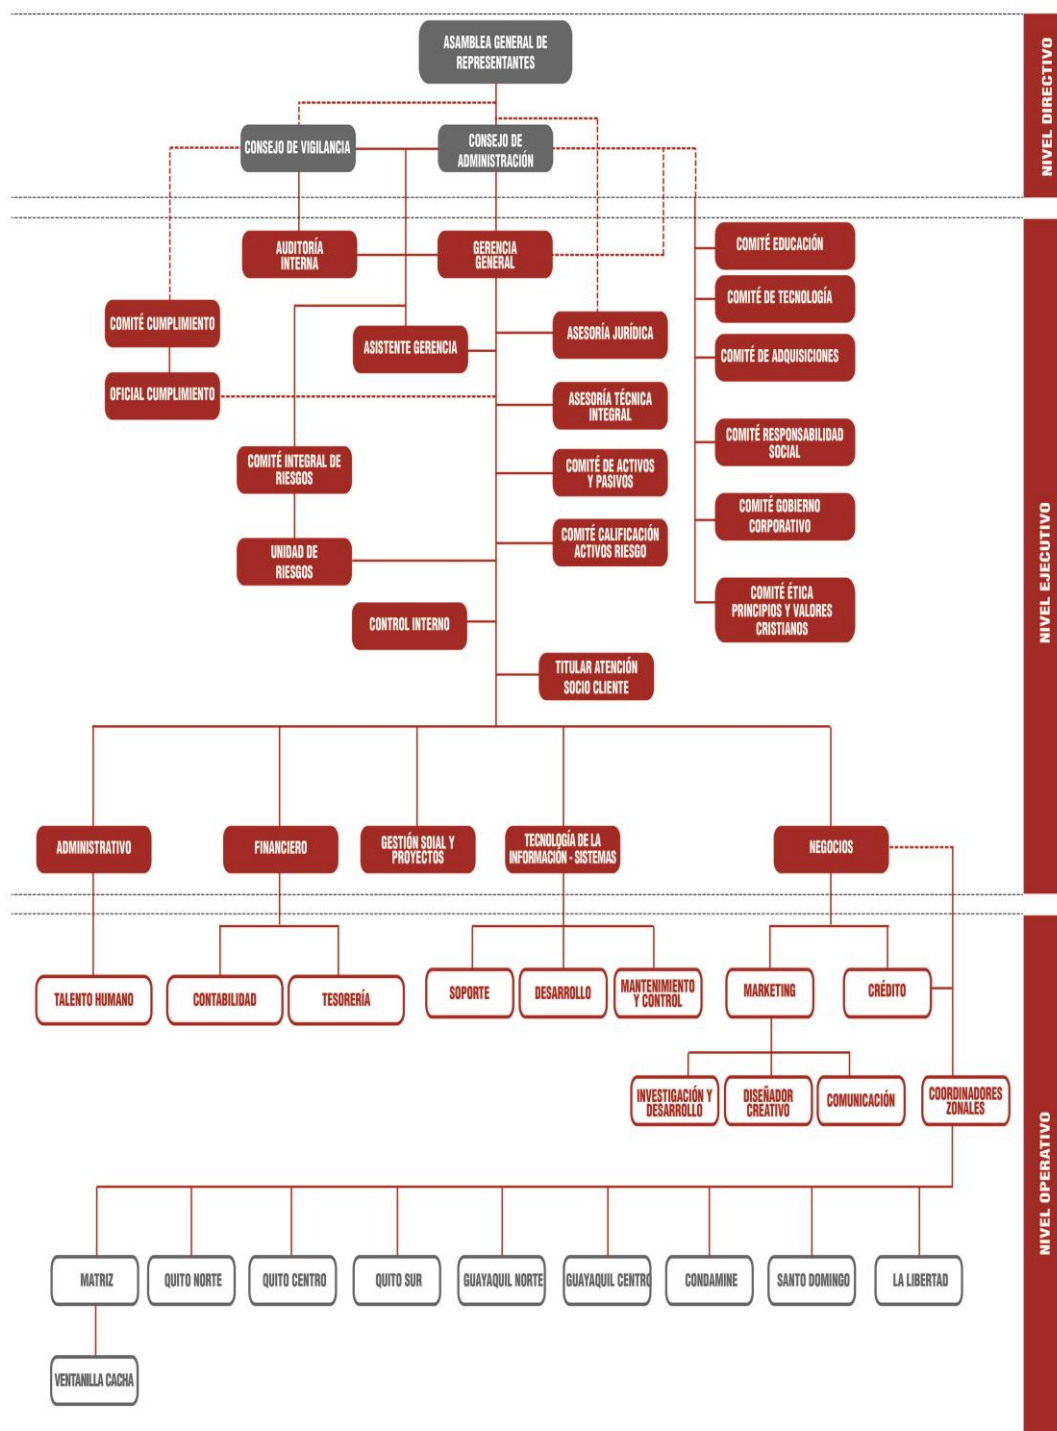 ASAMBLEA GENERAL DE
REPRESENTANTES
NIVEL DIRECTIVO
CONSEJO DE VIGILANCIA
CONSEJO DE
ADMINISTRACIÓN
AUDITORÍA
INTERNA
GERENCIA
GENERAL
COMITÉ EDUCACIÓN
COMITÉ DE TECNOLOGÍA
COMITÉ CUMPLIMIENTO
ASISTENTE GERENCIA
ASESORÍA JURÍDICA
COMITÉ DE ADQUISICIONES
OFICIAL CUMPLIMIENTO
ASESORÍA TÉCNICA
INTEGRAL
COMITÉ RESPONSABILIDAD
SOCIAL
COMITÉ INTEGRAL DE
RIESGOS
COMITÉ DE ACTIVOS
Y PASIVOS
COMITÉ GOBIERNO
CORPORATIVO
UNIDAD DE
RIESGOS
COMITÉ CALIFICACIÓN
ACTIVOS RIESGO
NIVEL EJECUTIVO
COMITÉ ÉTICA
PRINCIPIOS Y VALORES
CRISTIANOS
CONTROL INTERNO
TITULAR ATENCIÓN
SOCIO CLIENTE
ADMINISTRATIVO
FINANCIERO
GESTIÓN SOIAL Y
PROYECTOS
TECNOLOGÍA DE LA
INFORMACIÓN - SISTEMAS
NEGOCIOS
TALENTO HUMANO
CONTABILIDAD
TESORERÍA
SOPORTE
DESARROLLO
MANTENIMIENTO
Y CONTROL
MARKETING
CRÉDITO
INVESTIGACIÓN Y
DESARROLLO
DISEÑADOR
CREATIVO
COMUNICACIÓN
COORDINADORES
ZONALES
NIVEL OPERATIVO
MATRIZ
QUITO NORTE
QUITO CENTRO
QUITO SUR
GUAYAQUIL NORTE
GUAYAQUIL CENTRO
CONDAMINE
SANTO DOMINGO
LA LIBERTAD
VENTANILLA CACHA